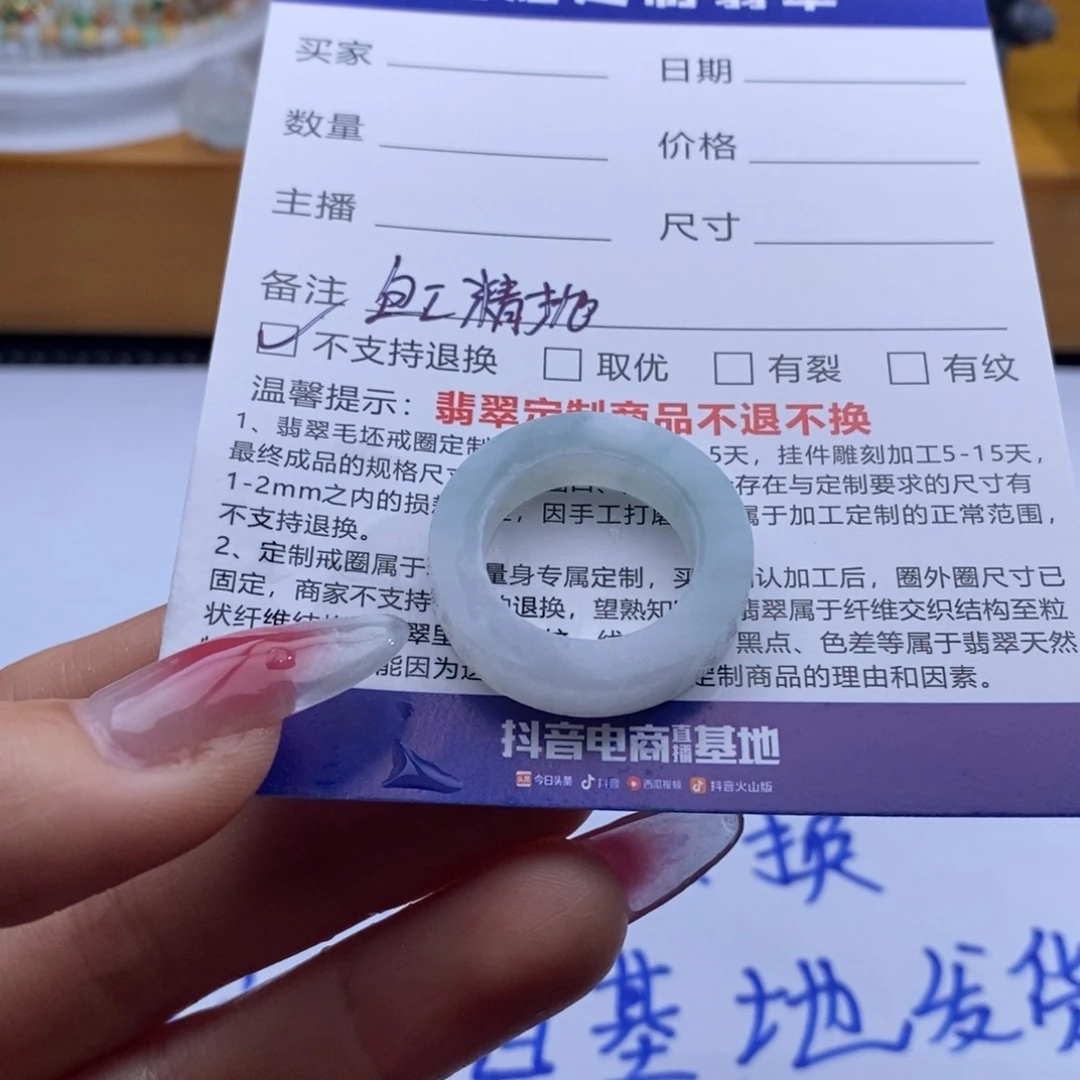 买家 日期
数量 价格
主播 尺寸
备注 包工精抛
不支持退换 取优 有裂 有纹
温馨提示：翡翠定制商品不退不换
1、翡翠毛坯戒圈定制 5天，挂件雕刻加工5-15天，
最终成品的规格尺寸 存在与定制要求的尺寸有
1-2mm之内的损 因手工打磨 属于加工定制的正常范围，
不支持退换。
2、定制戒圈属于 量身专属定制，买 认加工后，圈外圈尺寸已
固定，商家不支持 的退换，望熟知 翡翠属于纤维交织结构至粒
状纤维结构 翠里 线 黑点、色差等属于翡翠天然
能因为这 定制商品的理由和因素。
抖音电商直播基地
头条 今日头条 抖音 西瓜视频 抖音火山版
换
基地发货